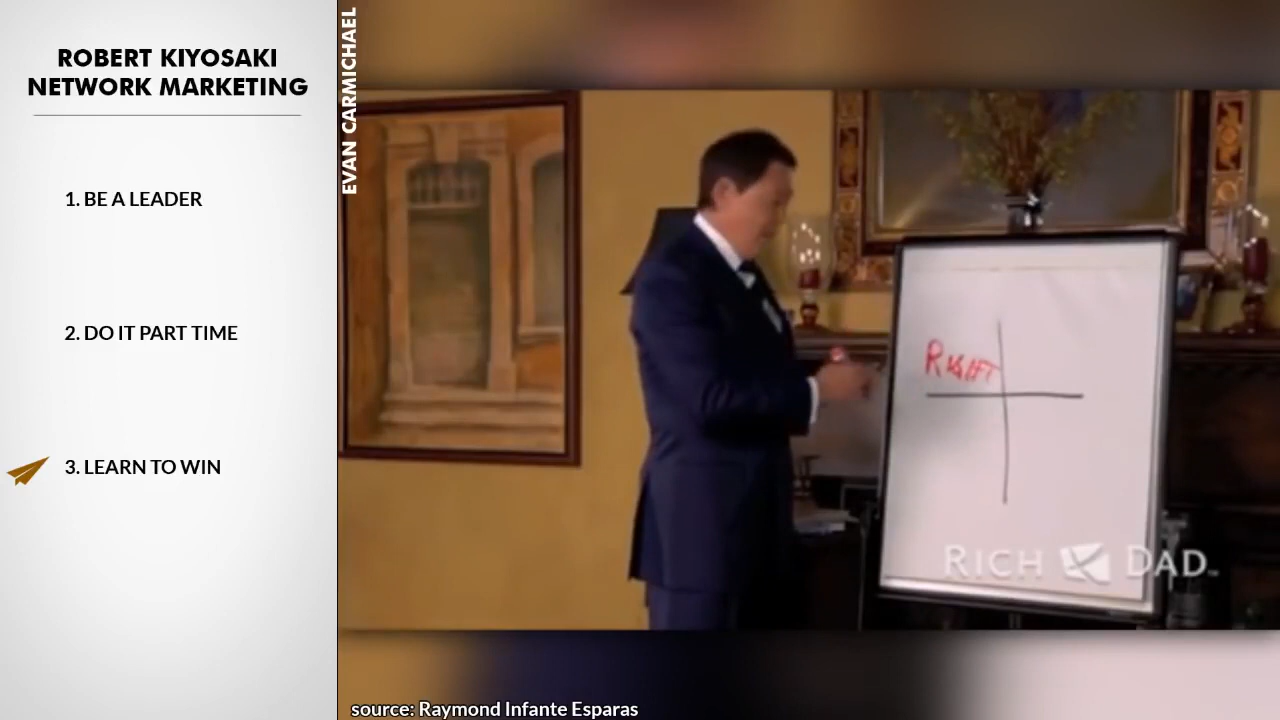 ROBERT KIYOSAKI
NETWORK MARKETING
1. BE A LEADER
2. DO IT PART TIME
3. LEARN TO WIN
EVAN CARMICHAEL
RIGHT
RICH DAD
source: Raymond Infante Esparas